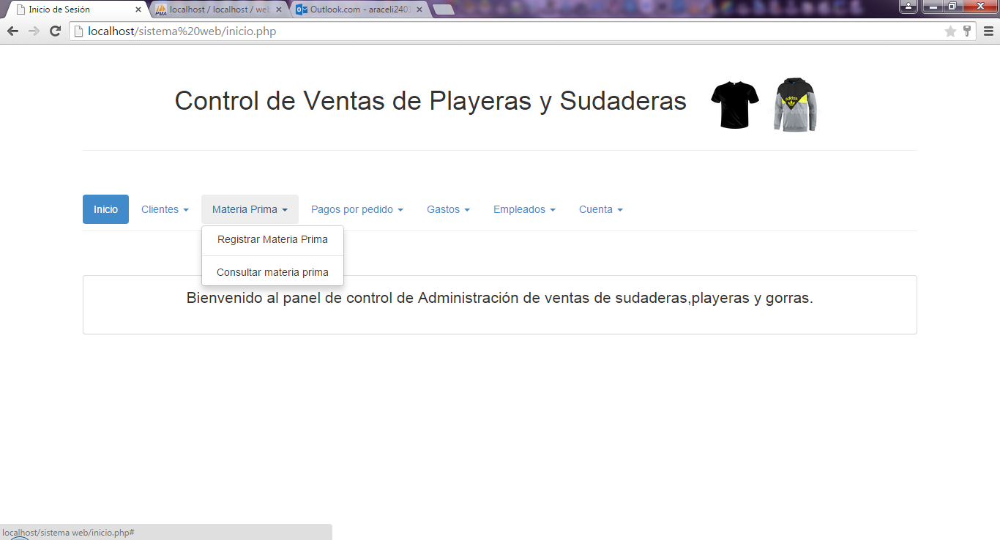 Inicio de Sesión
PMA
localhost / localhost / web
Outlook.com - araceli2401
localhost/sistema%20web/inicio.php
Control de Ventas de Playeras y Sudaderas
adidas
Inicio
Clientes
Materia Prima
Pagos por pedido
Gastos
Empleados
Cuenta
Registrar Materia Prima
Consultar materia prima
Bienvenido al panel de control de Administración de ventas de sudaderas,playeras y gorras.
localhost/sistema web/inicio.php#